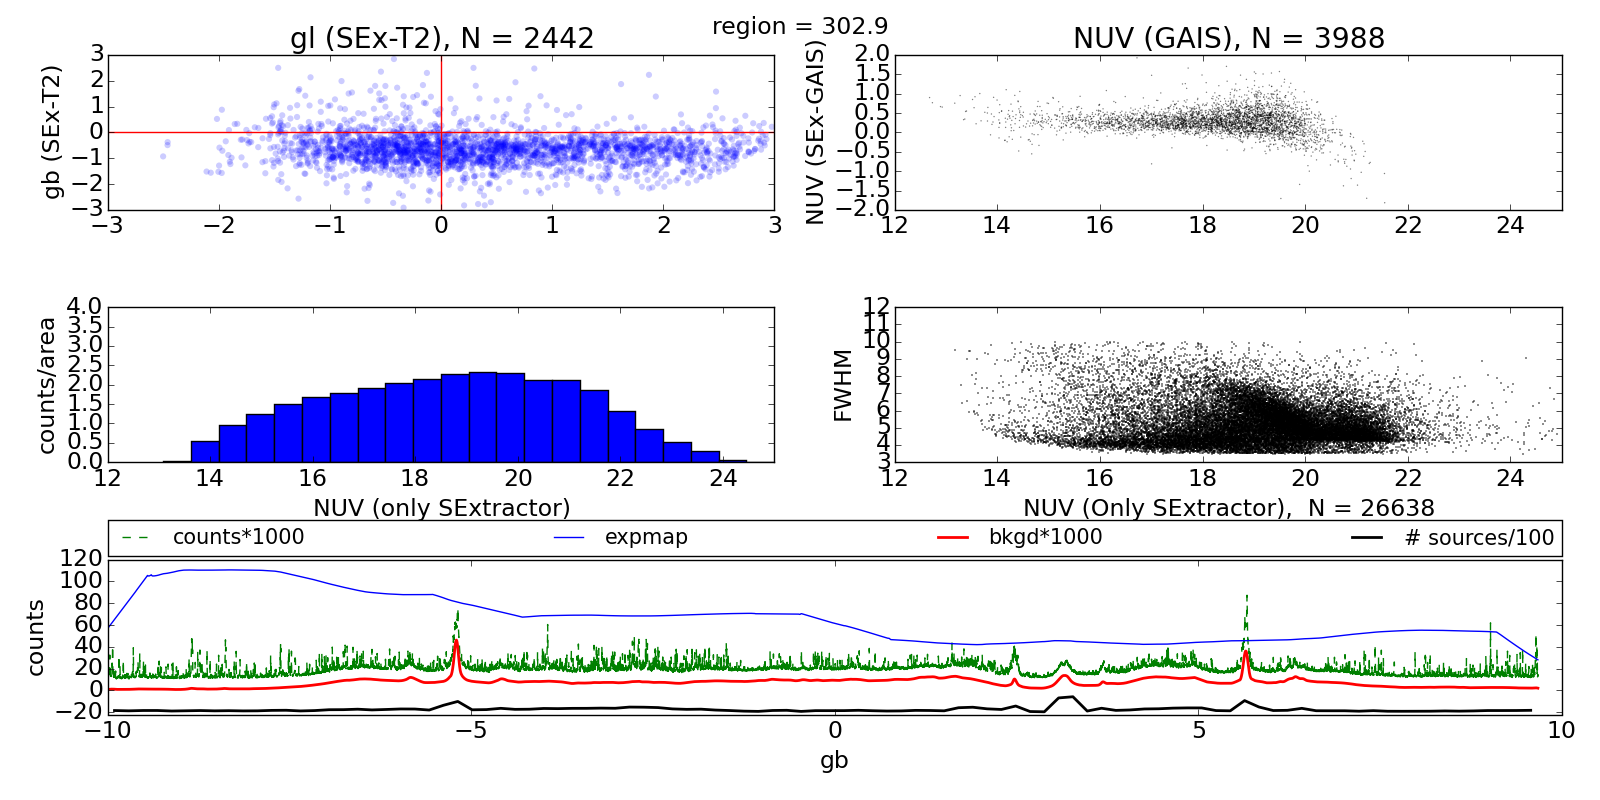 region = 302.9
gl (SEx-T2), N = 2442
gb (SEx-T2)
3
2
1
0
−1
−2
−3
−3 −2 −1 0 1 2 3
NUV (GAIS), N = 3988
NUV (SEx-GAIS)
2.0
1.5
1.0
0.5
0.0
−0.5
−1.0
−1.5
−2.0
12 14 16 18 20 22 24
counts/area
4.0
3.5
3.0
2.5
2.0
1.5
1.0
0.5
0.0
12 14 16 18 20 22 24
NUV (only SExtractor)
FWHM
12
11
10
9
8
7
6
5
4
3
12 14 16 18 20 22 24
NUV (Only SExtractor), N = 26638
counts*1000 expmap bkgd*1000 # sources/100
counts
120
100
80
60
40
20
0
−20
−10 −5 0 5 10
gb